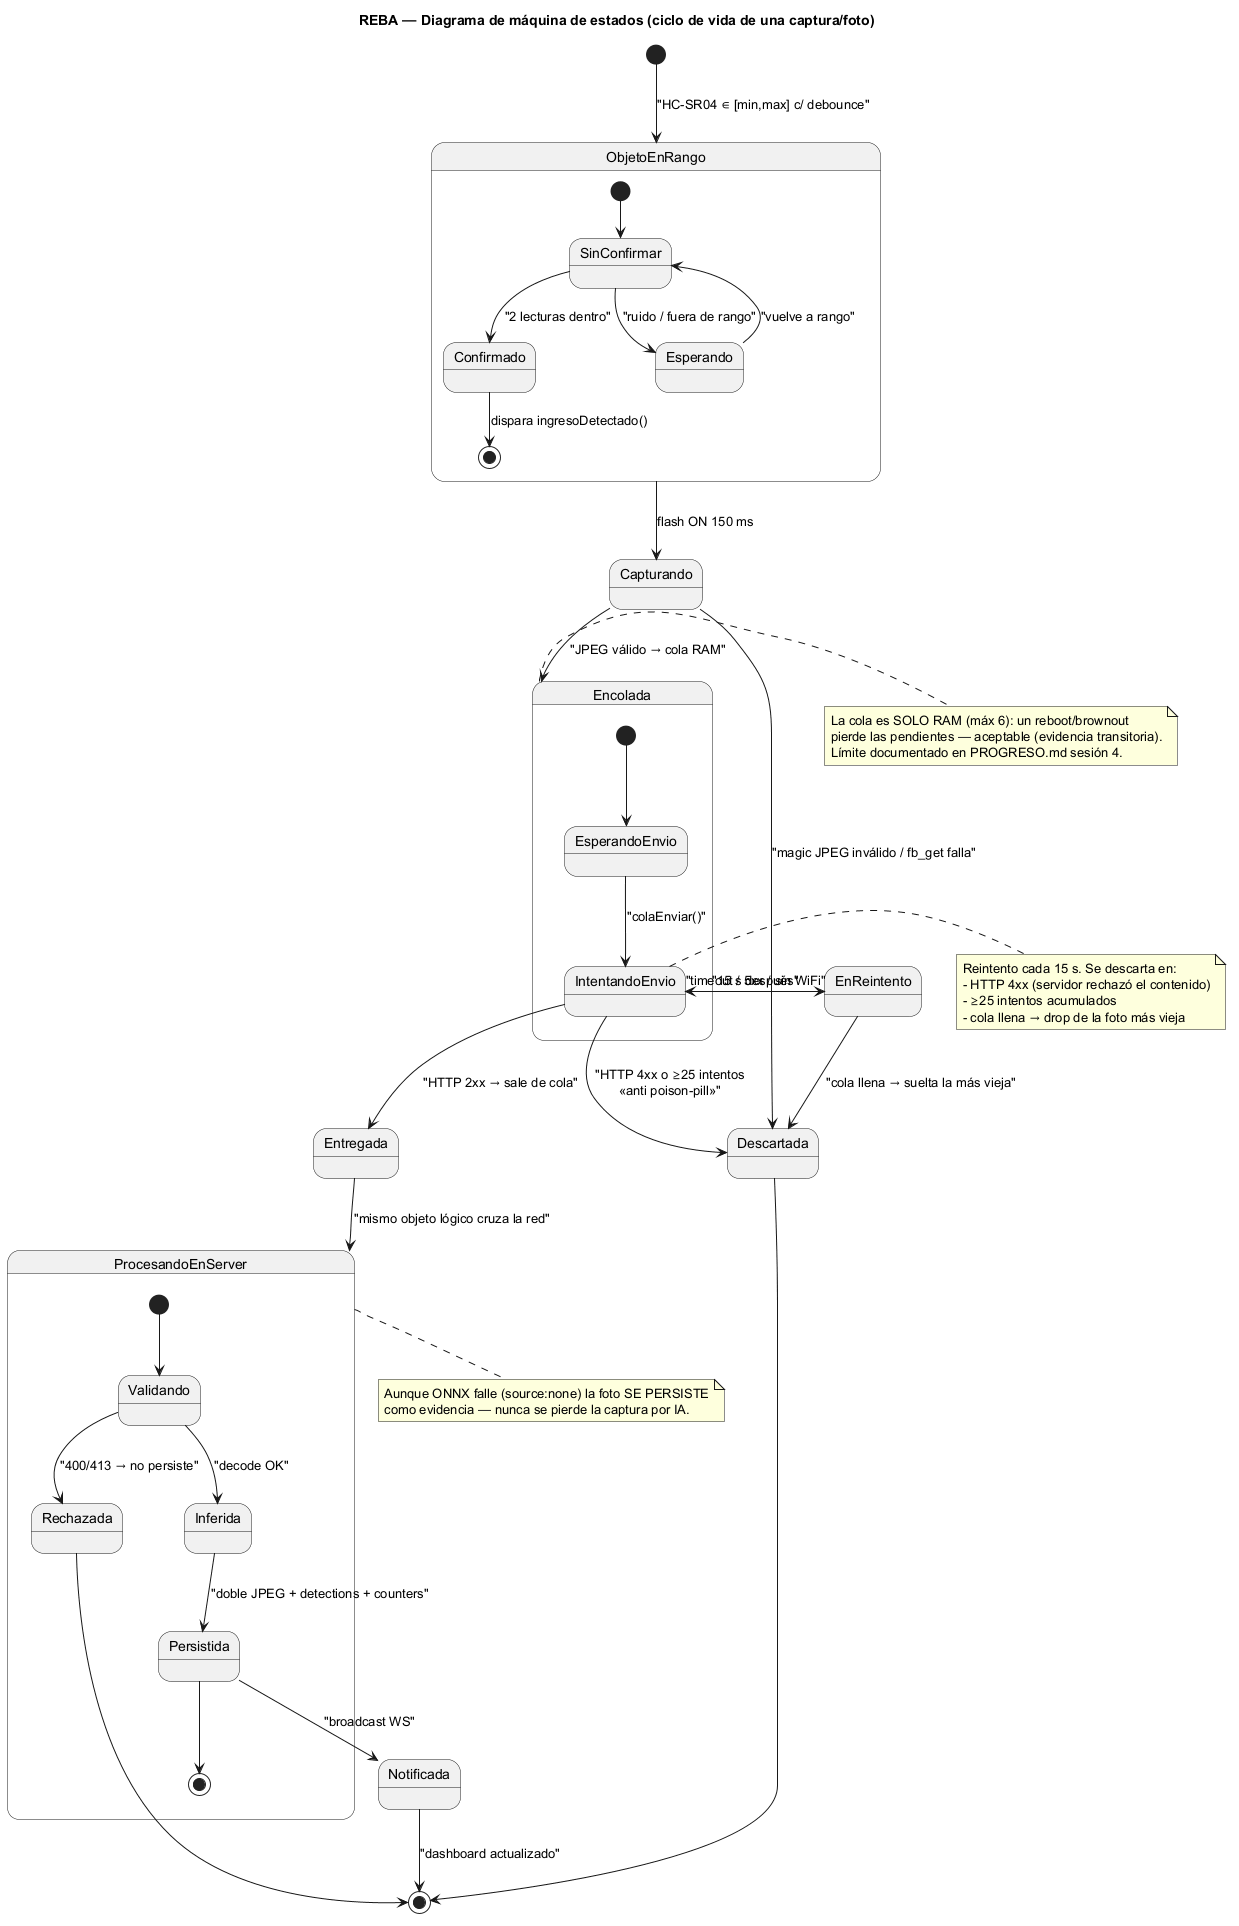 REBA — Diagrama de máquina de estados (ciclo de vida de una captura/foto)
"HC-SR04 ∈ [min,max] c/ debounce"
ObjetoEnRango
SinConfirmar
"2 lecturas dentro"
"ruido / fuera de rango"
"vuelve a rango"
Confirmado
Esperando
dispara ingresoDetectado()
flash ON 150 ms
Capturando
"JPEG válido → cola RAM"
Encolada
La cola es SOLO RAM (máx 6): un reboot/brownout
pierde las pendientes — aceptable (evidencia transitoria).
Límite documentado en PROGRESO.md sesión 4.
EsperandoEnvio
"magic JPEG inválido / fb_get falla"
"colaEnviar()"
IntentandoEnvio
"timeout / 5xx / sin WiFi"
"15 s después"
EnReintento
Reintento cada 15 s. Se descarta en:
- HTTP 4xx (servidor rechazó el contenido)
- ≥25 intentos acumulados
- cola llena → drop de la foto más vieja
"HTTP 2xx → sale de cola"
"HTTP 4xx o ≥25 intentos
«anti poison-pill»"
"cola llena → suelta la más vieja"
Entregada
Descartada
"mismo objeto lógico cruza la red"
ProcesandoEnServer
Validando
Aunque ONNX falle (source:none) la foto SE PERSISTE
como evidencia — nunca se pierde la captura por IA.
"400/413 → no persiste"
"decode OK"
Rechazada
Inferida
"doble JPEG + detections + counters"
Persistida
"broadcast WS"
Notificada
"dashboard actualizado"